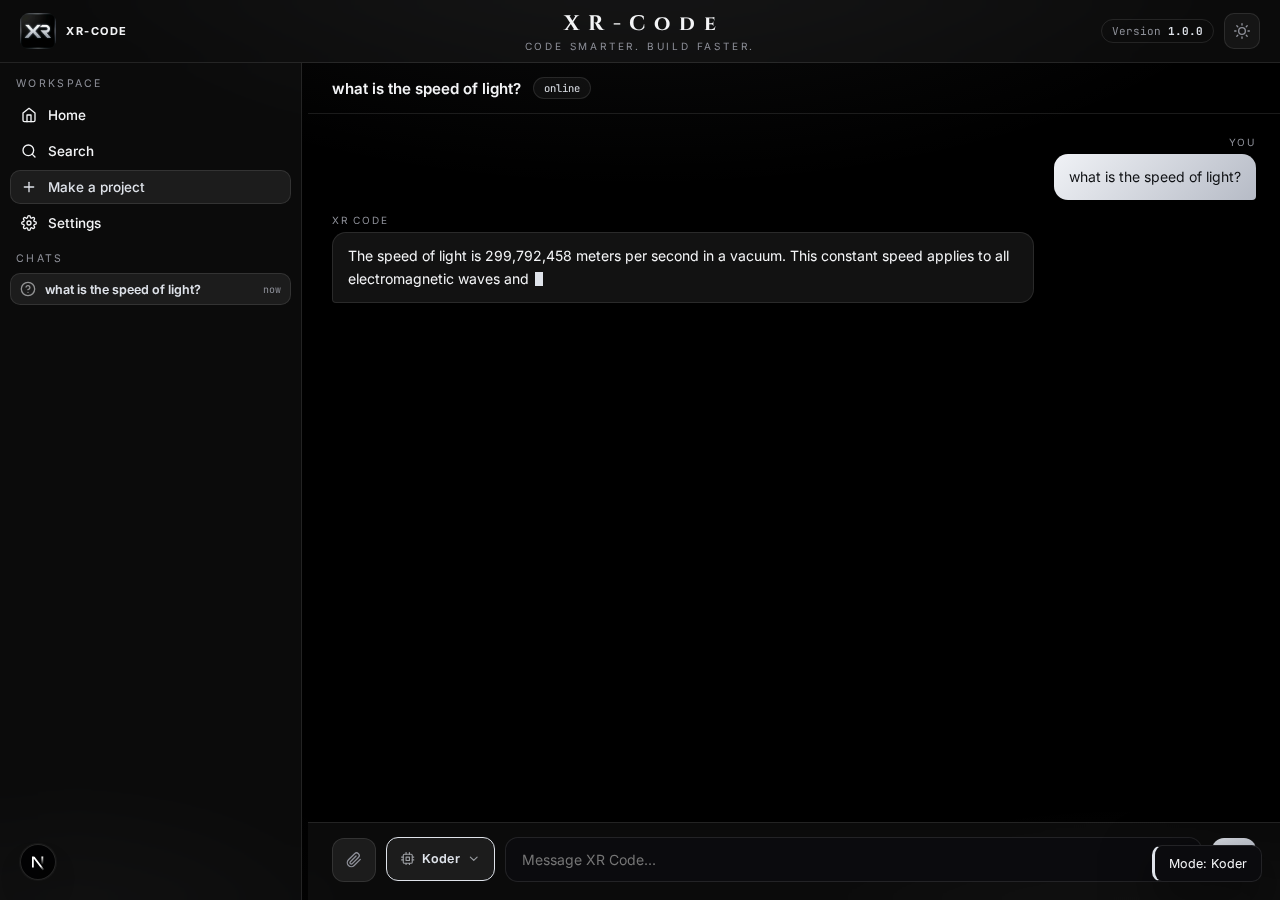 XR
XR-CODE
XR-CODE
CODE SMARTER. BUILD FASTER.
Version 1.0.0
WORKSPACE
Home
Search
Make a project
Settings
CHATS
what is the speed of light?
now
what is the speed of light?
online
YOU
what is the speed of light?
XR CODE
The speed of light is 299,792,458 meters per second in a vacuum. This constant speed applies to all
electromagnetic waves and
N
Koder
Message XR Code...
Mode: Koder